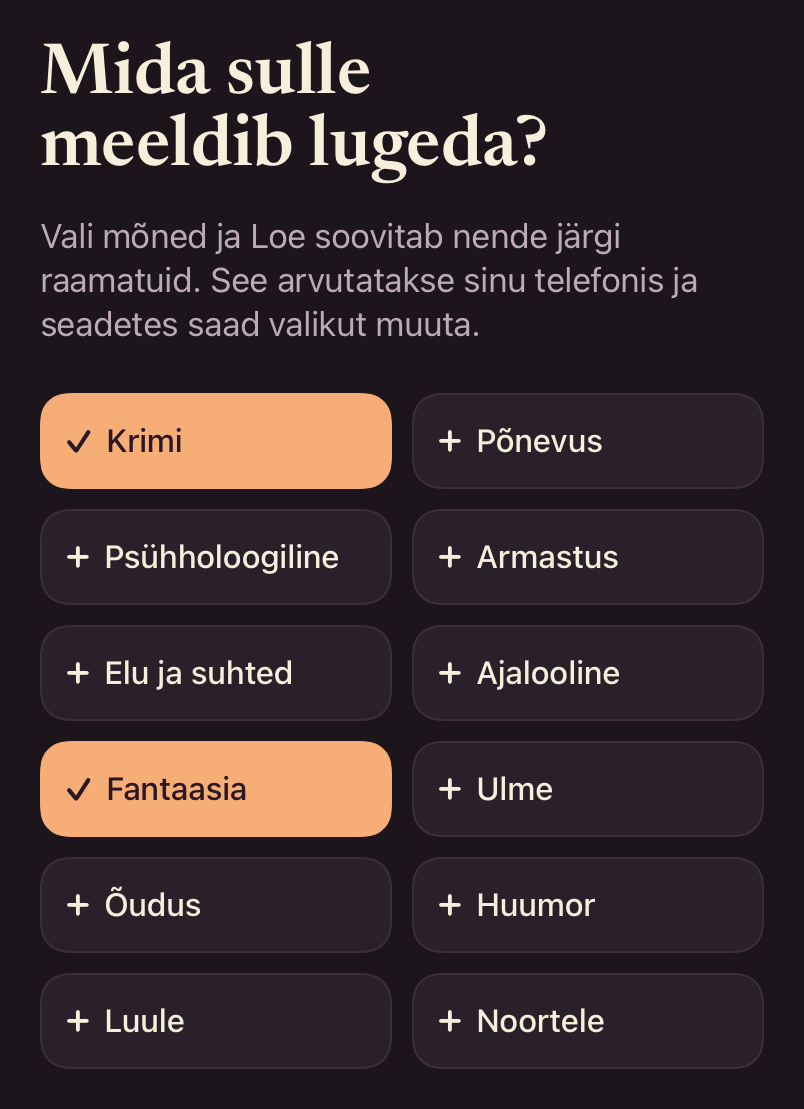 Mida sulle
meeldib lugeda?
Vali mõned ja Loe soovitab nende järgi
raamatuid. See arvutatakse sinu telefonis ja
seadetes saad valikut muuta.
Krimi
Põnevus
Psühholoogiline
Armastus
Elu ja suhted
Ajalooline
Fantaasia
Ulme
Õudus
Huumor
Luule
Noortele